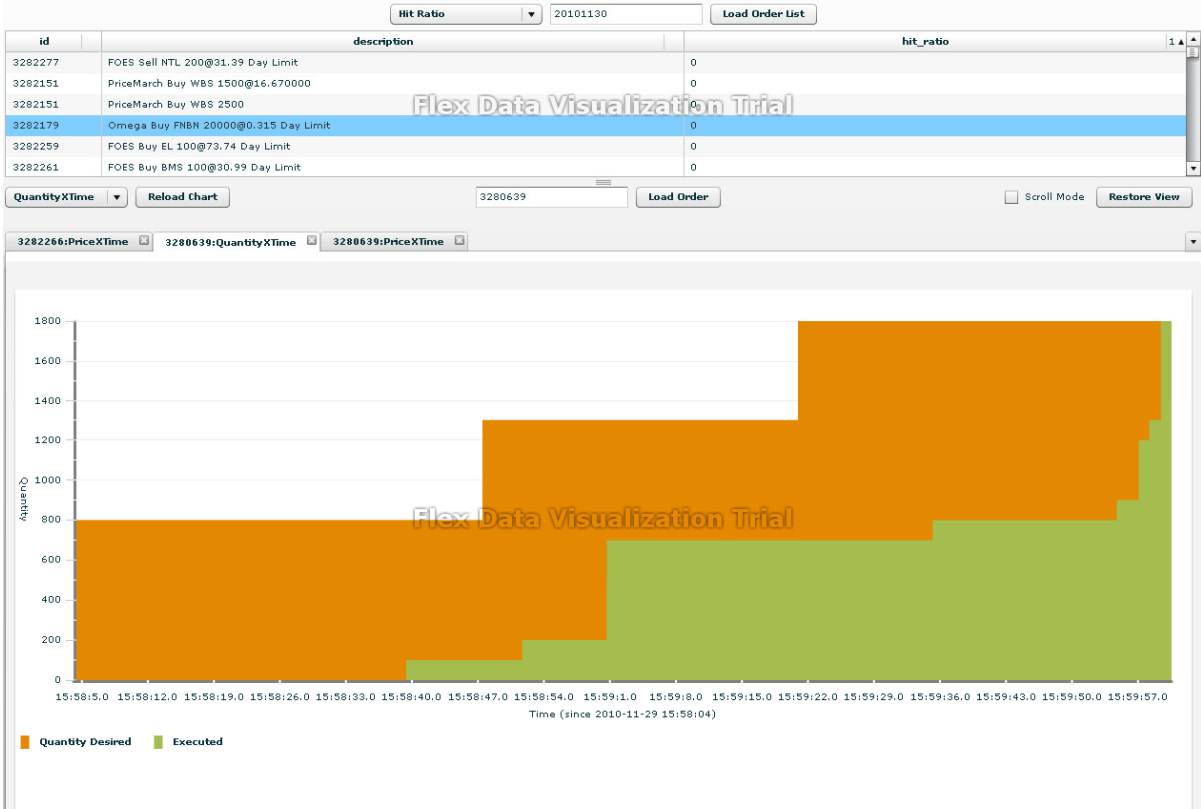 Hit Ratio 20101130 Load Order List
id description hit_ratio 1
3282277 FOES Sell NTL 200@31.39 Day Limit 0
3282151 PriceMarch Buy WBS 1500@16.670000 0
3282151 PriceMarch Buy WBS 2500 0
Flex Data Visualization Trial
3282179 Omega Buy FNBN 20000@0.315 Day Limit 0
3282259 FOES Buy EL 100@73.74 Day Limit 0
3282261 FOES Buy BMS 100@30.99 Day Limit 0
QuantityXTime Reload Chart 3280639 Load Order Scroll Mode Restore View
3282266:PriceXTime 3280639:QuantityXTime 3280639:PriceXTime
1800
1600
1400
1200
1000
800
600
400
200
0
Quantity
Flex Data Visualization Trial
15:58:5.0 15:58:12.0 15:58:19.0 15:58:26.0 15:58:33.0 15:58:40.0 15:58:47.0 15:58:54.0 15:59:1.0 15:59:8.0 15:59:15.0 15:59:22.0 15:59:29.0 15:59:36.0 15:59:43.0 15:59:50.0 15:59:57.0
Time (since 2010-11-29 15:58:04)
Quantity Desired Executed